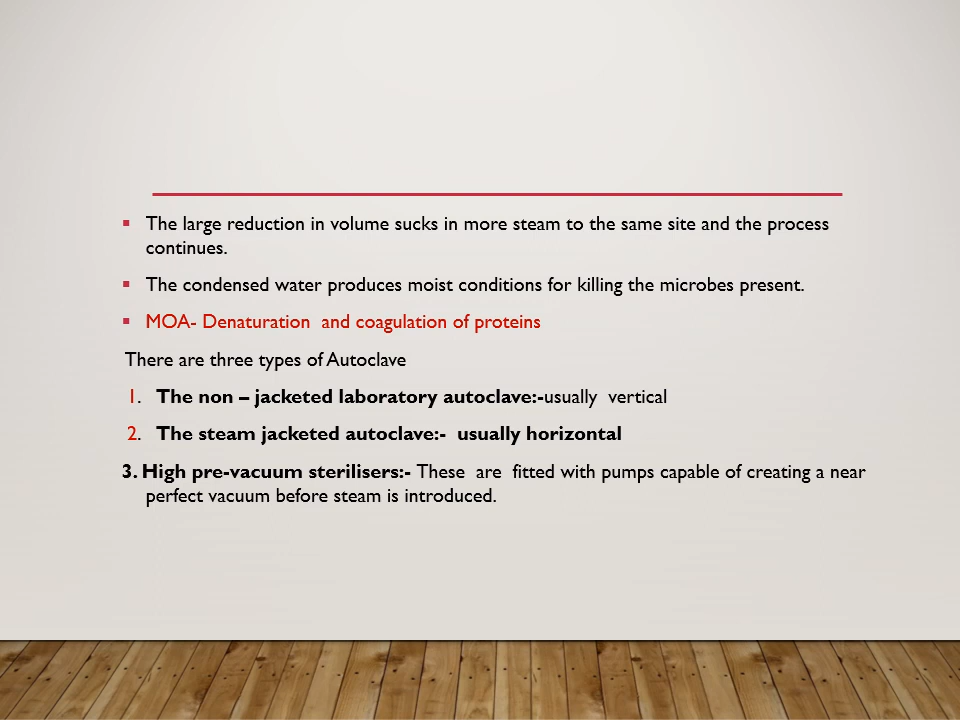 ▪ The large reduction in volume sucks in more steam to the same site and the process
continues.
▪ The condensed water produces moist conditions for killing the microbes present.
▪ MOA- Denaturation  and coagulation of proteins
There are three types of Autoclave
1. The non – jacketed laboratory autoclave:-usually  vertical
2. The steam jacketed autoclave:-  usually horizontal
3. High pre-vacuum sterilisers:- These  are  fitted with pumps capable of creating a near
perfect vacuum before steam is introduced.